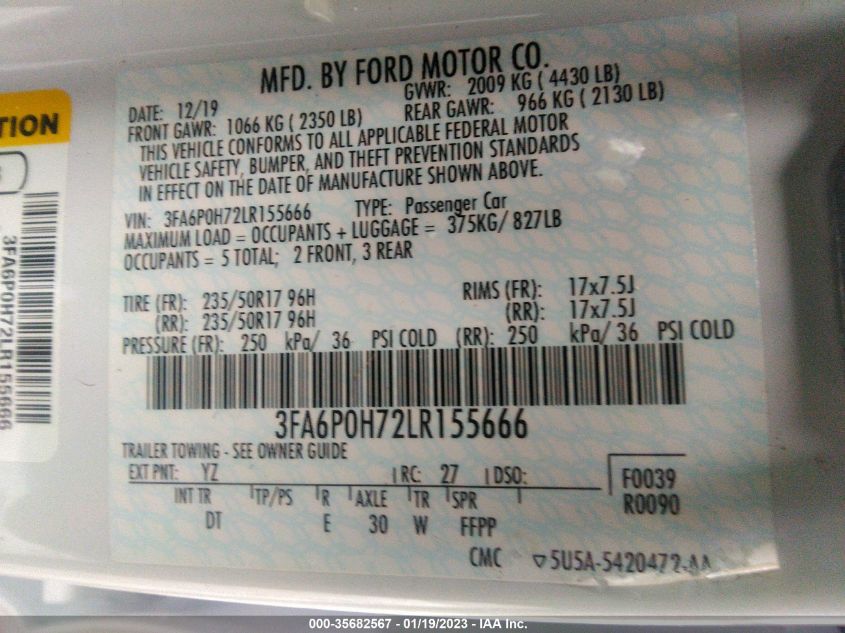 MFD. BY FORD MOTOR CO.
DATE: 12/19 GVWR: 2009 KG ( 4430 LB)
FRONT GAWR: 1066 KG ( 2350 LB) REAR GAWR: 966 KG ( 2130 LB)
THIS VEHICLE CONFORMS TO ALL APPLICABLE FEDERAL MOTOR
VEHICLE SAFETY, BUMPER, AND THEFT PREVENTION STANDARDS
IN EFFECT ON THE DATE OF MANUFACTURE SHOWN ABOVE.
VIN: 3FA6P0H72LR155666 TYPE: Passenger Car
MAXIMUM LOAD = OCCUPANTS + LUGGAGE = 375KG/ 827LB
OCCUPANTS = 5 TOTAL; 2 FRONT, 3 REAR
TIRE (FR): 235/50R17 96H RIMS (FR): 17x7.5J
(RR): 235/50R17 96H (RR): 17x7.5J
PRESSURE (FR): 250 kPa/ 36 PSI COLD (RR): 250 kPa/ 36 PSI COLD
3FA6P0H72LR155666
TRAILER TOWING - SEE OWNER GUIDE
EXT PNT: YZ RC: 27 DSO: F0039
INT TR TP/PS R AXLE TR SPR R0090
DT E 30 W FFPP
CMC ▽5U5A-5420472-AA
TION
3FA6P0H72LR155666
000-35682567 - 01/19/2023 - IAA Inc.